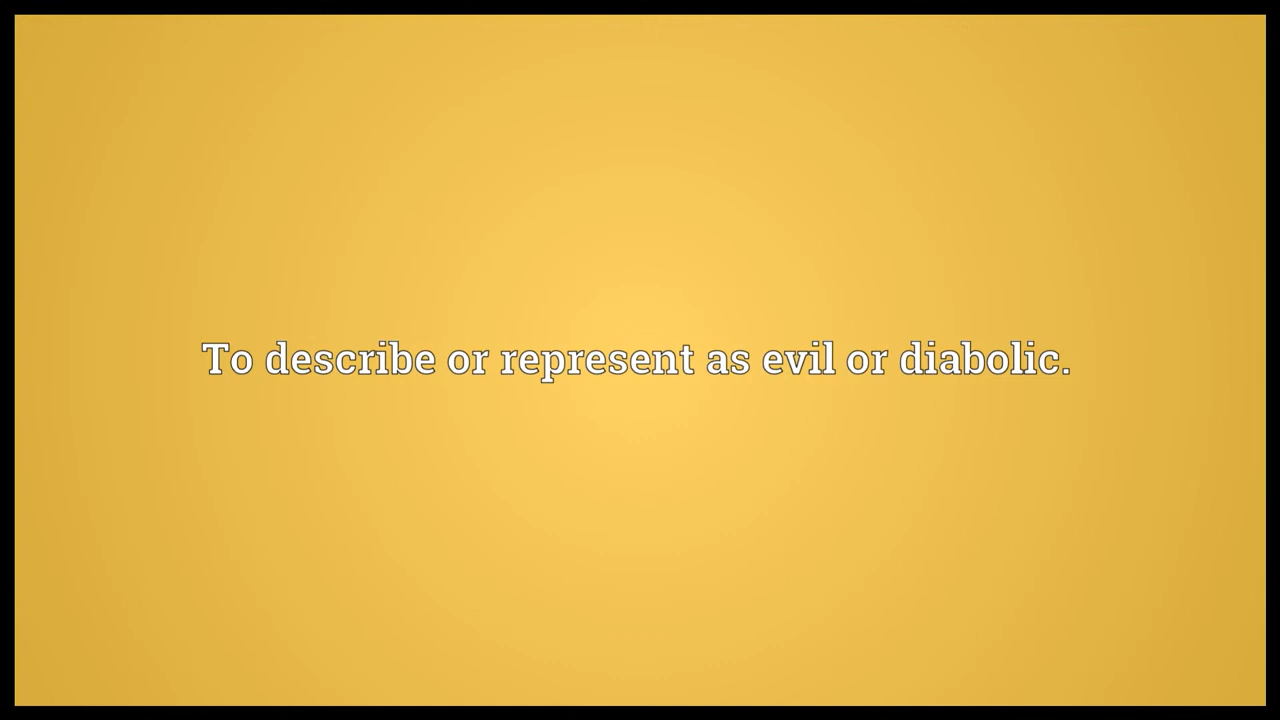 To describe or represent as evil or diabolic.